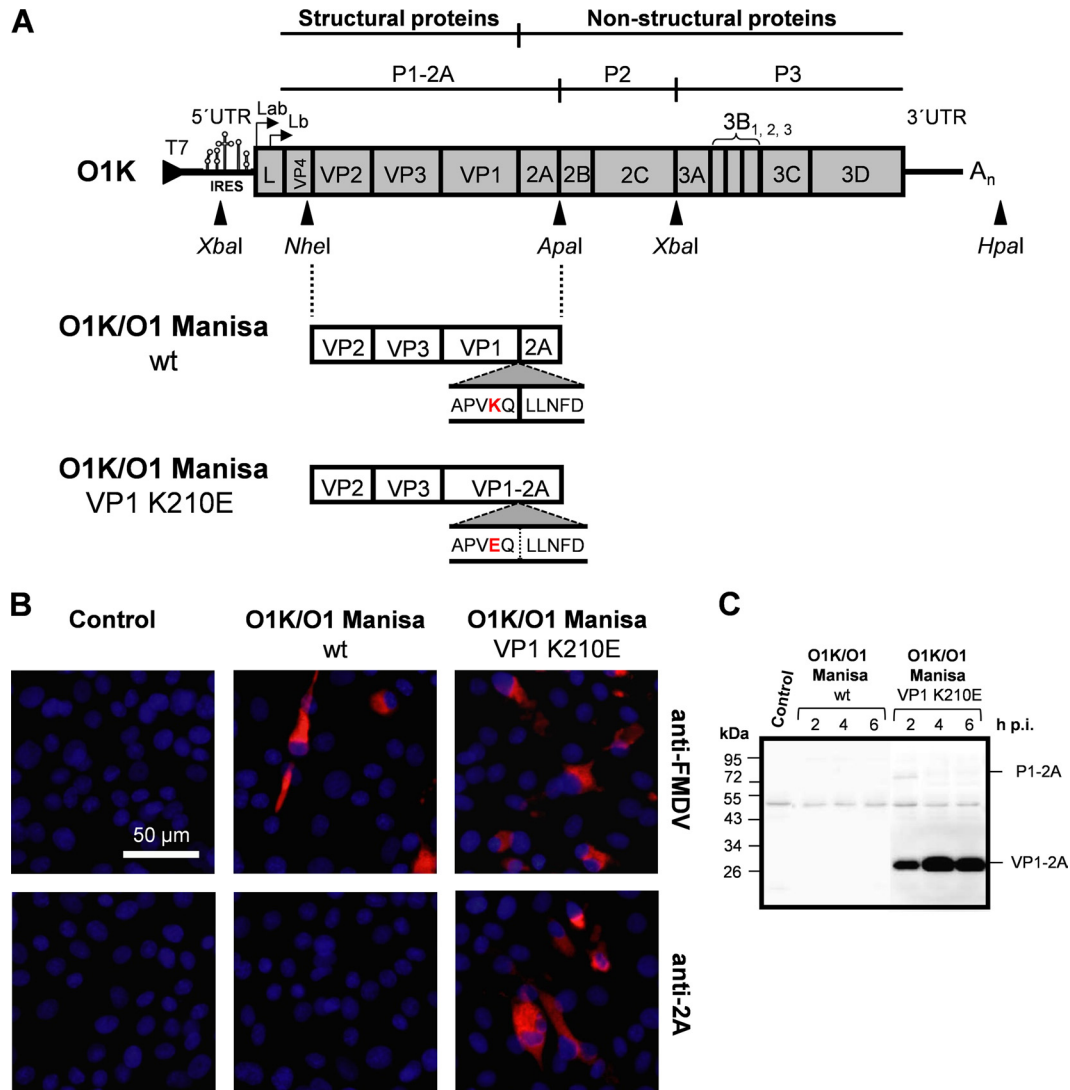 A
Structural proteins Non-structural proteins
P1-2A P2 P3
5´UTR Lab Lb 3B1, 2, 3 3´UTR
T7
O1K IRES L VP4 VP2 VP3 VP1 2A 2B 2C 3A 3C 3D An
XbaI NheI ApaI XbaI HpaI
O1K/O1 Manisa
wt
VP2 VP3 VP1 2A
APVKQ LLNFD
O1K/O1 Manisa
VP1 K210E
VP2 VP3 VP1-2A
APVEQ LLNFD
B
Control
O1K/O1 Manisa
wt
O1K/O1 Manisa
VP1 K210E
50 µm
anti-FMDV
anti-2A
C
Control
O1K/O1
Manisa
wt
O1K/O1
Manisa
VP1 K210E
2 4 6 2 4 6 h p.i.
kDa
95
72
55
43
34
26
P1-2A
VP1-2A